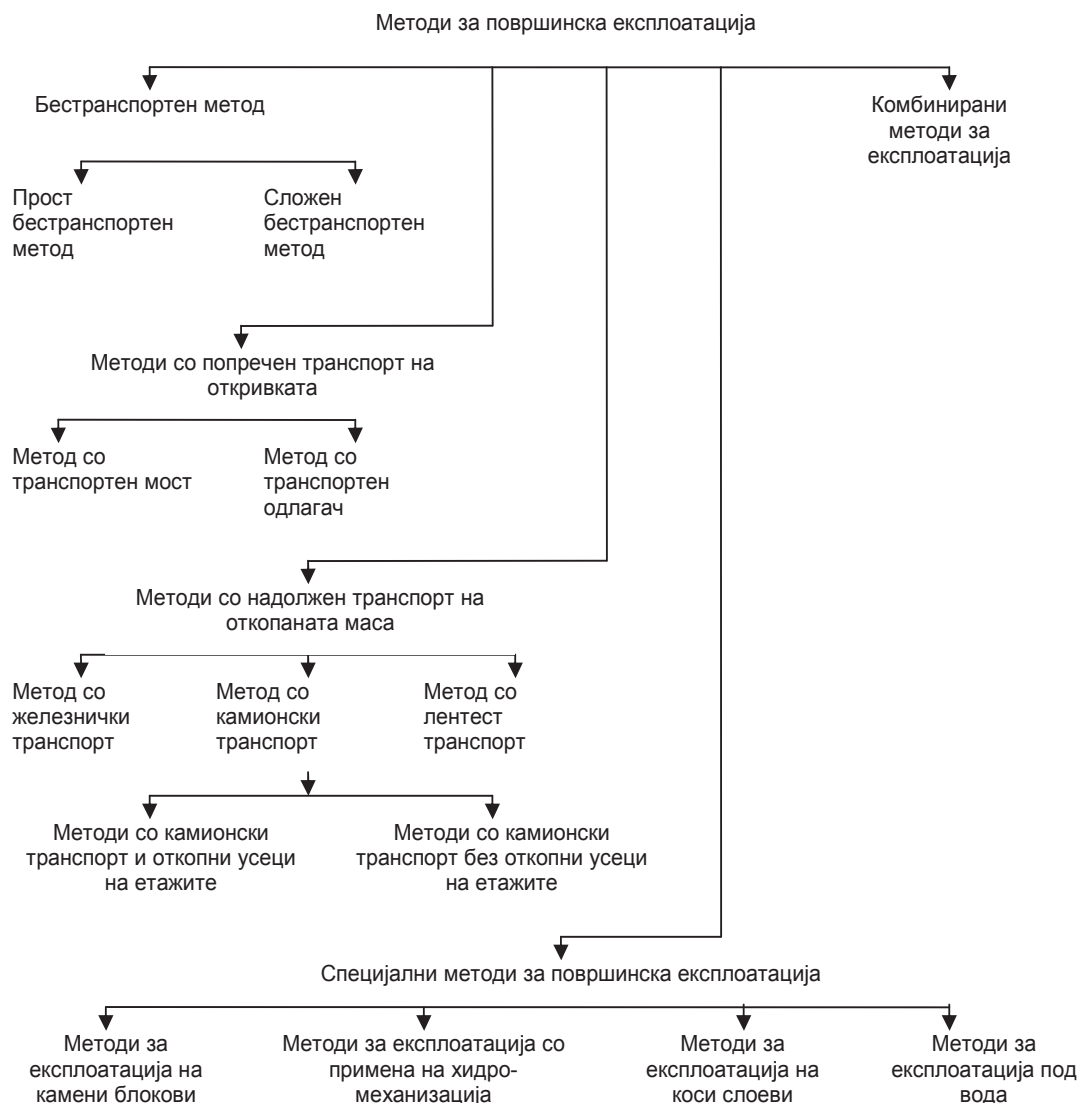 Методи за површинска експлоатација
Бестранспортен метод
Комбинирани
методи за
експлоатација
Прост
бестранспортен
метод
Сложен
бестранспортен
метод
Методи со попречен транспорт на
откривката
Метод со
транспортен мост
Метод со
транспортен
одлагач
Методи со надолжен транспорт на
откопаната маса
Метод со
железнички
транспорт
Метод со
камионски
транспорт
Метод со
лентест
транспорт
Методи со камионски
транспорт и откопни усеци
на етажите
Методи со камионски
транспорт без откопни усеци
на етажите
Специјални методи за површинска експлоатација
Методи за
експлоатација на
камени блокови
Методи за експлоатација со
примена на хидро-
механизација
Методи за
експлоатација на
коси слоеви
Методи за
експлоатација под
вода